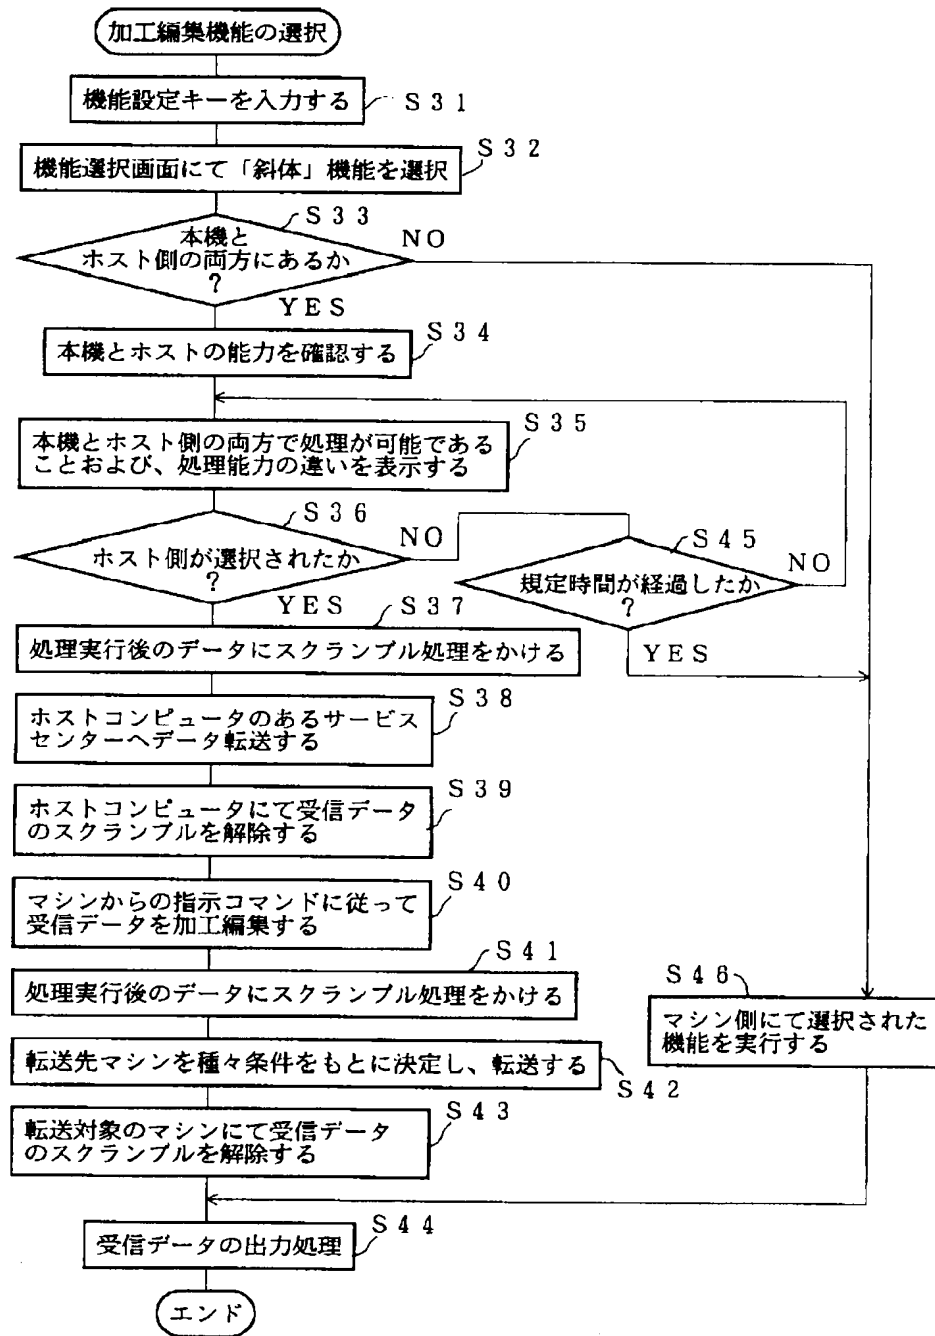 加工編集機能の選択
機能設定キーを入力する
S31
機能選択画面にて「斜体」機能を選択
S32
本機と
ホスト側の両方にあるか
?
S33
NO
YES
本機とホストの能力を確認する
S34
本機とホスト側の両方で処理が可能である
ことおよび、処理能力の違いを表示する
S35
ホスト側が選択されたか
?
S36
NO
YES
規定時間が経過したか
?
S45
NO
YES
処理実行後のデータにスクランブル処理をかける
S37
ホストコンピュータのあるサービス
センターへデータ転送する
S38
ホストコンピュータにて受信データ
のスクランブルを解除する
S39
マシンからの指示コマンドに従って
受信データを加工編集する
S40
処理実行後のデータにスクランブル処理をかける
S41
マシン側にて選択された
機能を実行する
S46
転送先マシンを種々条件をもとに決定し、転送する
S42
転送対象のマシンにて受信データ
のスクランブルを解除する
S43
受信データの出力処理
S44
エンド